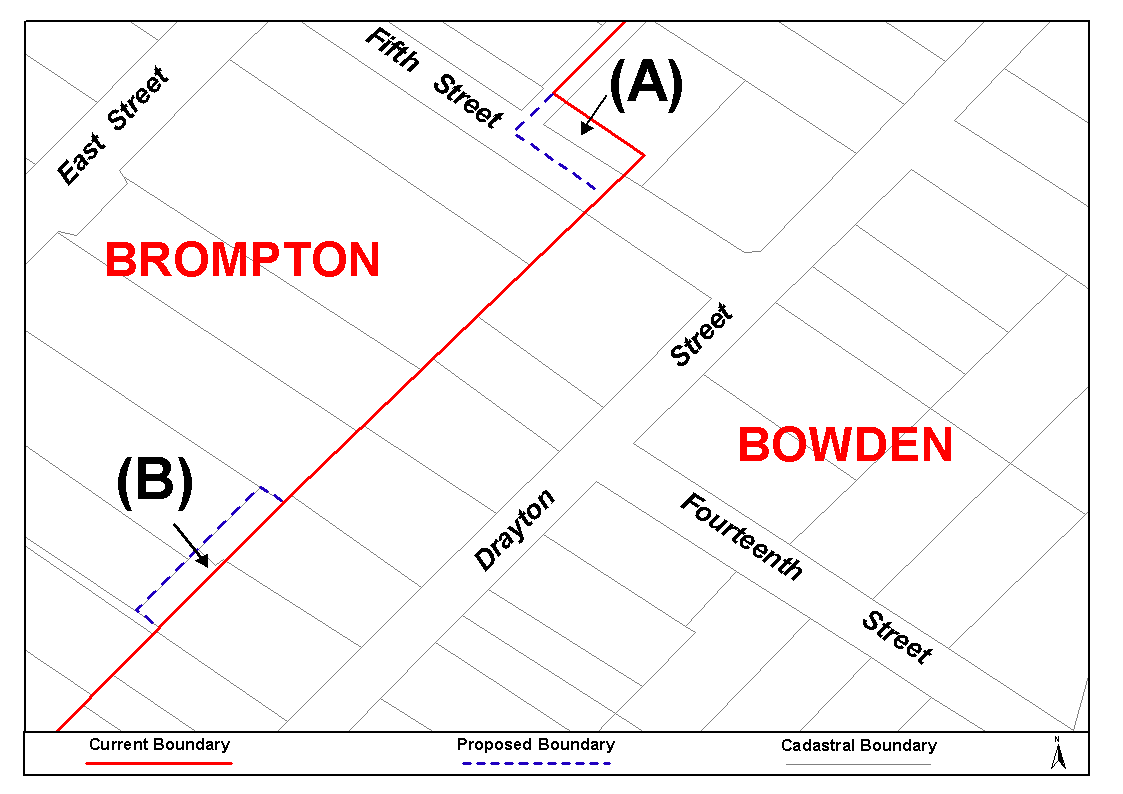 Fifth Street
(A)
East Street
BROMPTON
Street
BOWDEN
(B)
Drayton
Fourteenth
Street
Current Boundary
Proposed Boundary
Cadastral Boundary
N